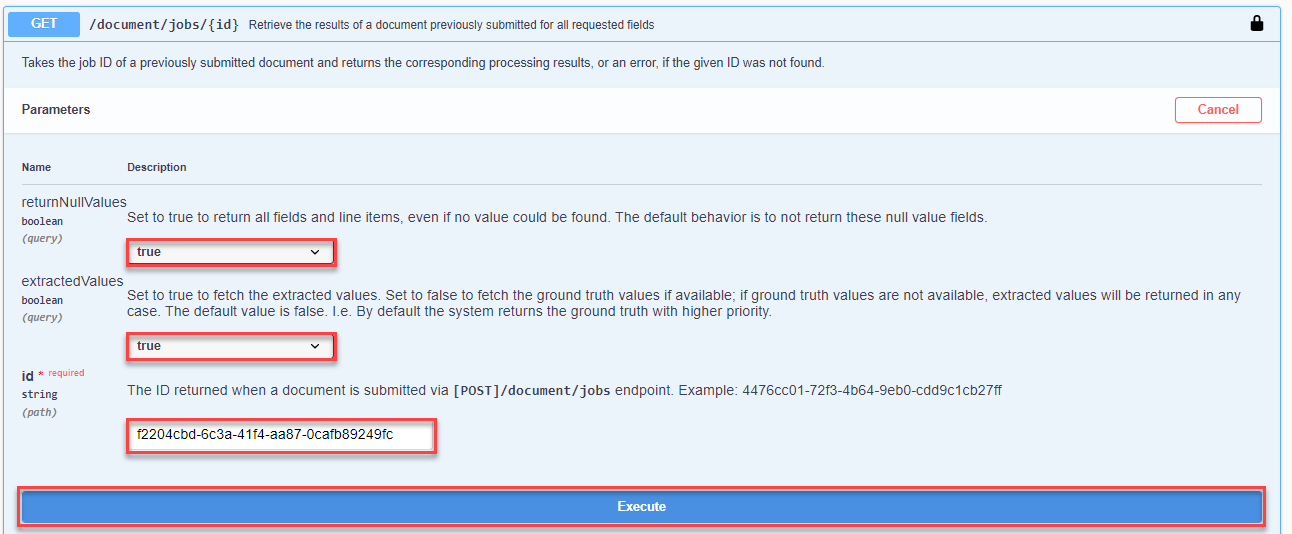 GET /document/jobs/{id} Retrieve the results of a document previously submitted for all requested fields
Takes the job ID of a previously submitted document and returns the corresponding processing results, or an error, if the given ID was not found.
Parameters Cancel
Name Description
returnNullValues
boolean
(query)
Set to true to return all fields and line items, even if no value could be found. The default behavior is to not return these null value fields.
true
extractedValues
boolean
(query)
Set to true to fetch the extracted values. Set to false to fetch the ground truth values if available; if ground truth values are not available, extracted values will be returned in any
case. The default value is false. I.e. By default the system returns the ground truth with higher priority.
true
id * required
string
(path)
The ID returned when a document is submitted via [POST]/document/jobs endpoint. Example: 4476cc01-72f3-4b64-9eb0-cdd9c1cb27ff
f2204cbd-6c3a-41f4-aa87-0cafb89249fc
Execute